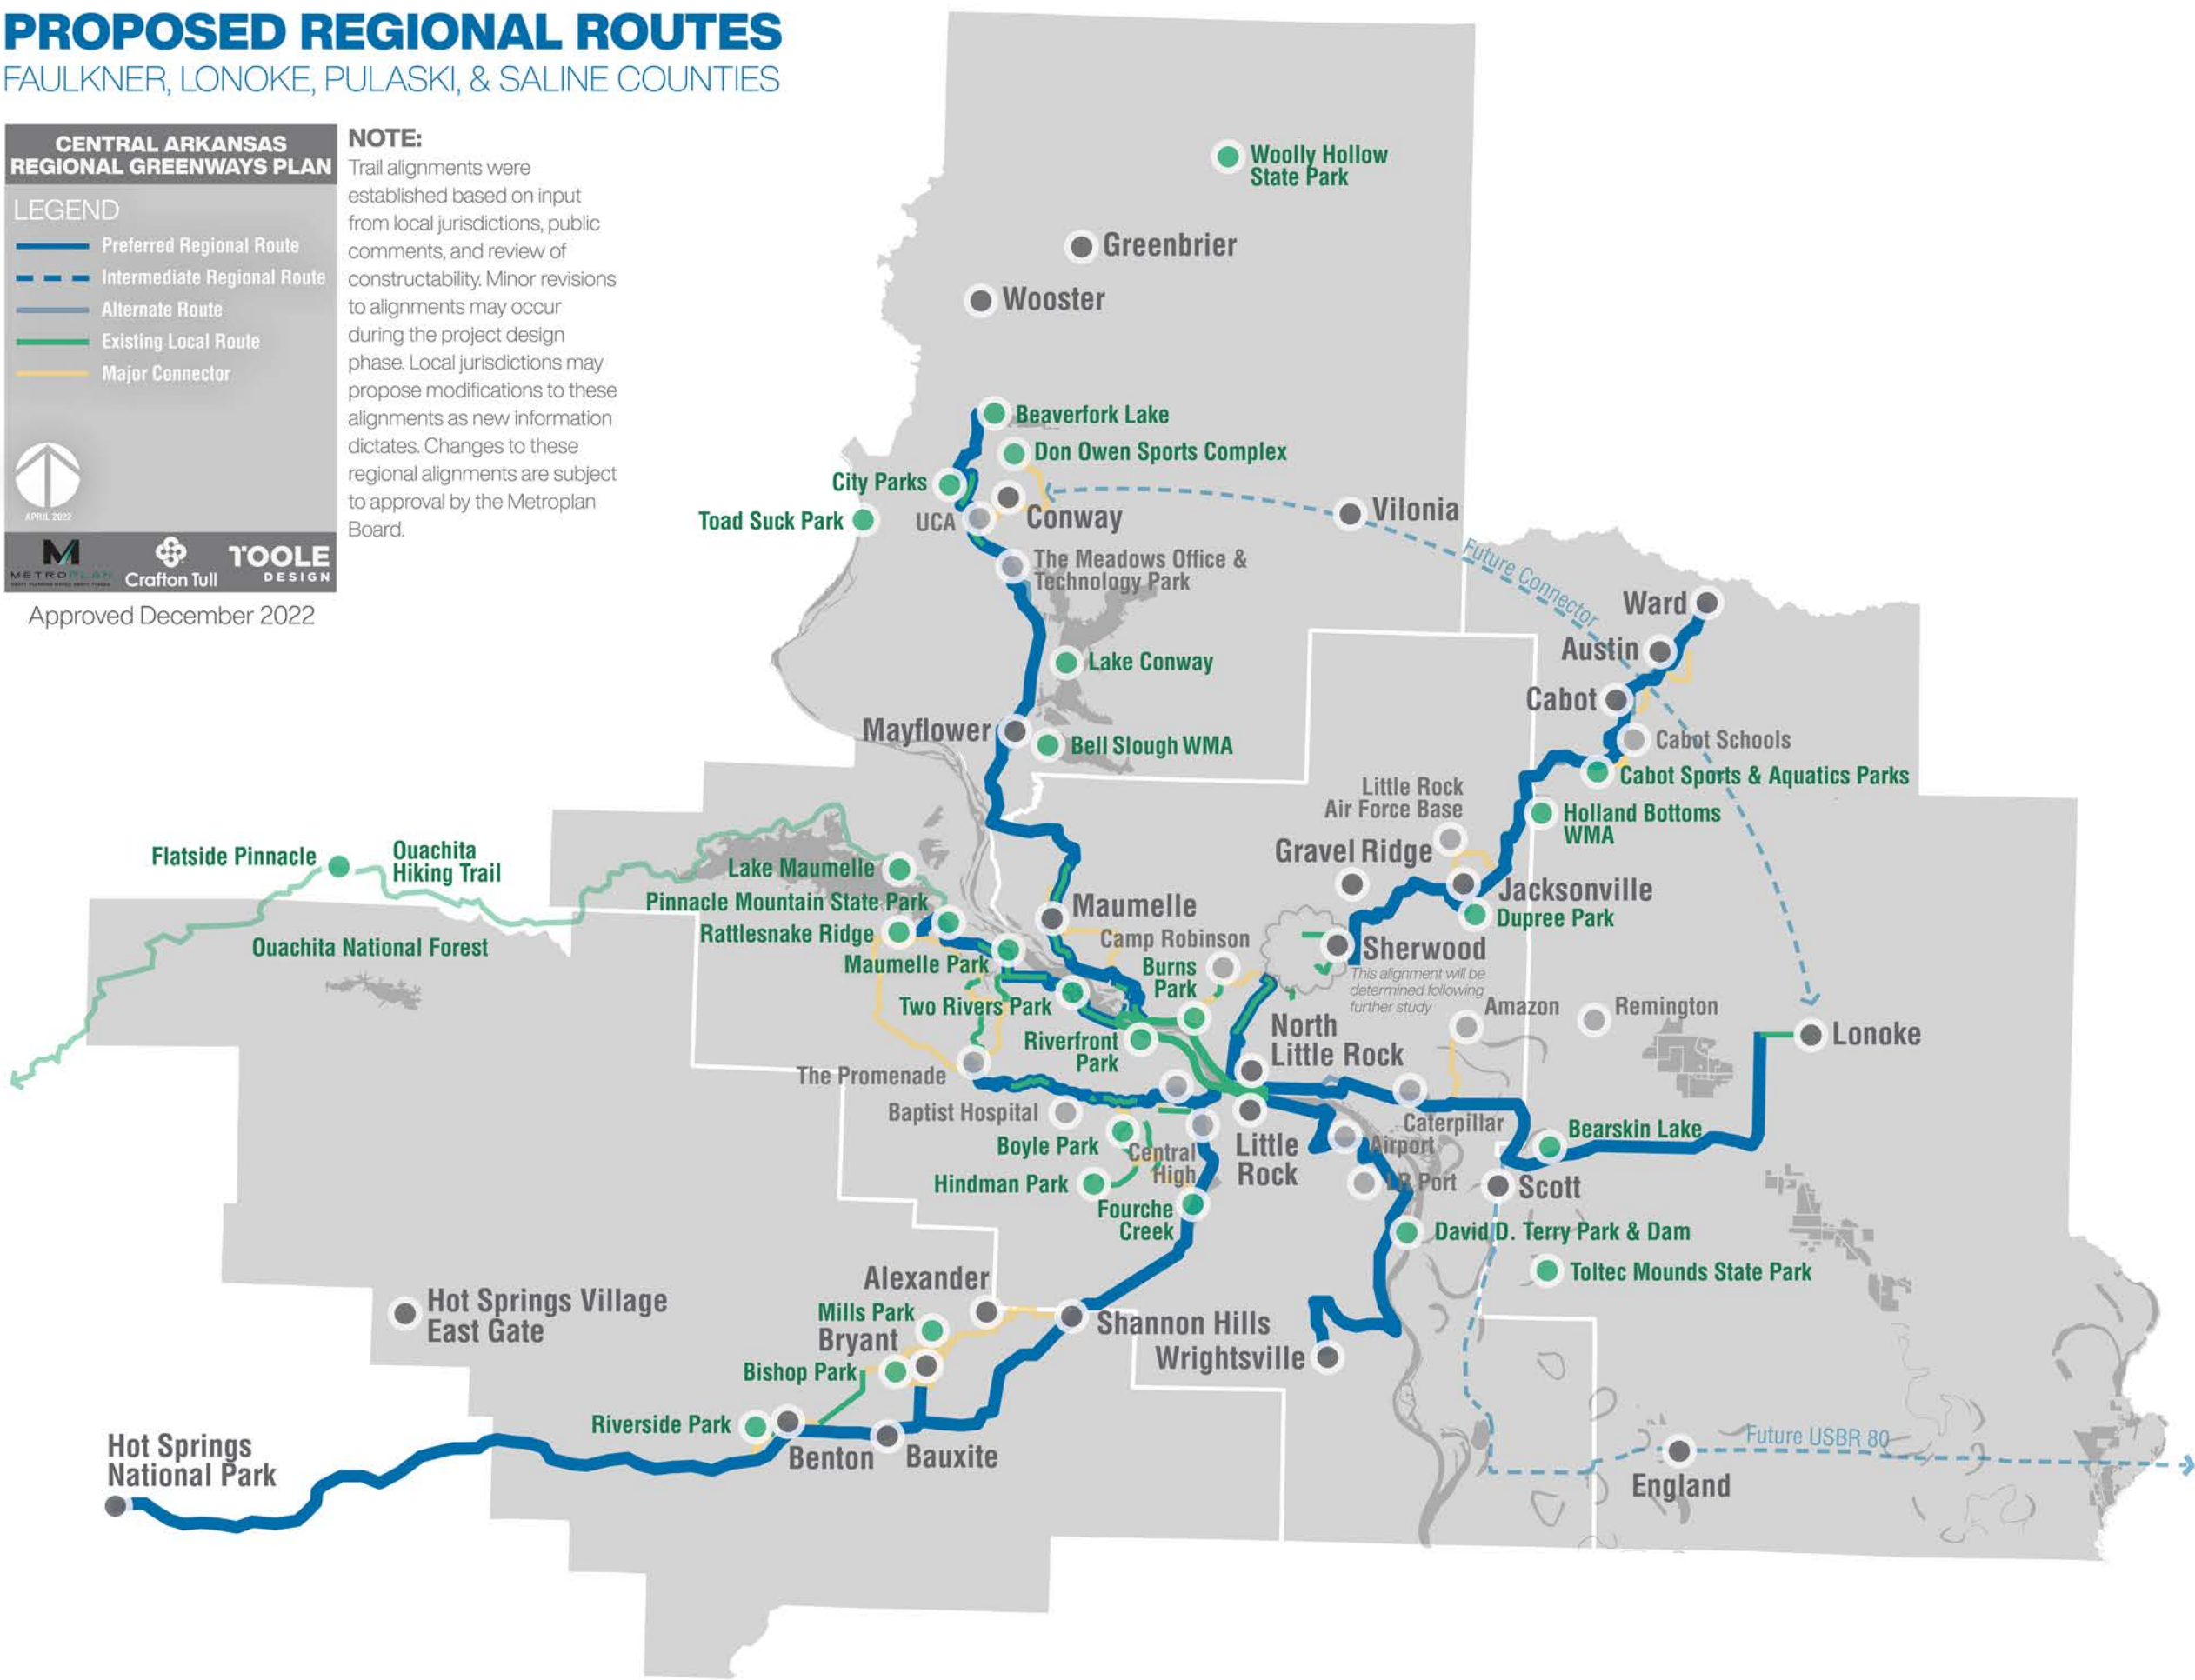 PROPOSED REGIONAL ROUTES
FAULKNER, LONOKE, PULASKI, & SALINE COUNTIES
CENTRAL ARKANSAS
REGIONAL GREENWAYS PLAN
LEGEND
Preferred Regional Route
Intermediate Regional Route
Alternate Route
Existing Local Route
Major Connector
APRIL 2022
METROPLAN
Crafton Tull
TOOLE
DESIGN
Approved December 2022
NOTE:
Trail alignments were
established based on input
from local jurisdictions, public
comments, and review of
constructability. Minor revisions
to alignments may occur
during the project design
phase. Local jurisdictions may
propose modifications to these
alignments as new information
dictates. Changes to these
regional alignments are subject
to approval by the Metroplan
Board.
Woolly Hollow
State Park
Greenbrier
Wooster
Beaverfork Lake
Don Owen Sports Complex
City Parks
Toad Suck Park
UCA
Conway
Vilonia
The Meadows Office &
Technology Park
Future Connector
Ward
Austin
Lake Conway
Cabot
Mayflower
Bell Slough WMA
Cabot Schools
Cabot Sports & Aquatics Parks
Little Rock
Air Force Base
Holland Bottoms
WMA
Gravel Ridge
Flatside Pinnacle
Ouachita
Hiking Trail
Lake Maumelle
Jacksonville
Pinnacle Mountain State Park
Maumelle
Dupree Park
Rattlesnake Ridge
Camp Robinson
Ouachita National Forest
Sherwood
Maumelle Park
Burns
Park
This alignment will be
determined following
further study
Two Rivers Park
Amazon
Remington
North
Little Rock
Riverfront
Park
Lonoke
The Promenade
Baptist Hospital
Caterpillar
Bearskin Lake
Boyle Park
Central
High
Little
Rock
Airport
Hindman Park
LR Port
Scott
Fourche
Creek
David D. Terry Park & Dam
Toltec Mounds State Park
Alexander
Hot Springs Village
East Gate
Mills Park
Shannon Hills
Bryant
Wrightsville
Bishop Park
Riverside Park
Hot Springs
National Park
Benton
Bauxite
Future USBR 80
England